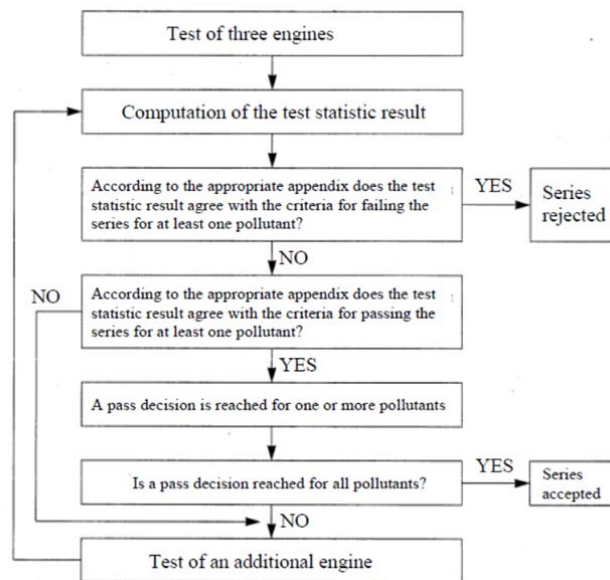 Test of three engines
Computation of the test statistic result
According to the appropriate appendix does the test
statistic result agree with the criteria for failing the
series for at least one pollutant?
YES
Series
rejected
NO
NO
According to the appropriate appendix does the test
statistic result agree with the criteria for passing the
series for at least one pollutant?
YES
A pass decision is reached for one or more pollutants
Is a pass decision reached for all pollutants?
YES
Series
accepted
NO
Test of an additional engine